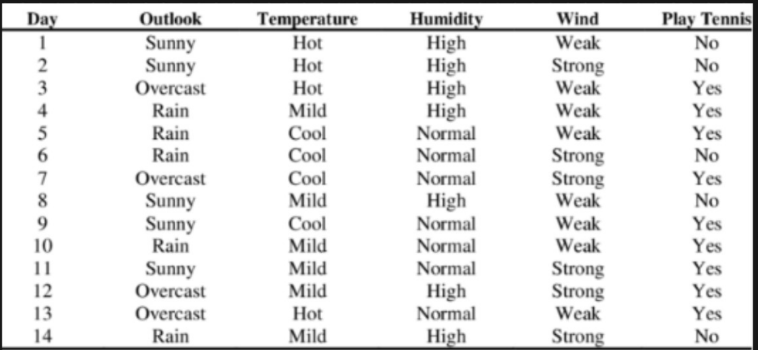 Day Outlook Temperature Humidity Wind Play Tennis
1 Sunny Hot High Weak No
2 Sunny Hot High Strong No
3 Overcast Hot High Weak Yes
4 Rain Mild High Weak Yes
5 Rain Cool Normal Weak Yes
6 Rain Cool Normal Strong No
7 Overcast Cool Normal Strong Yes
8 Sunny Mild High Weak No
9 Sunny Cool Normal Weak Yes
10 Rain Mild Normal Weak Yes
11 Sunny Mild Normal Strong Yes
12 Overcast Mild High Strong Yes
13 Overcast Hot Normal Weak Yes
14 Rain Mild High Strong No